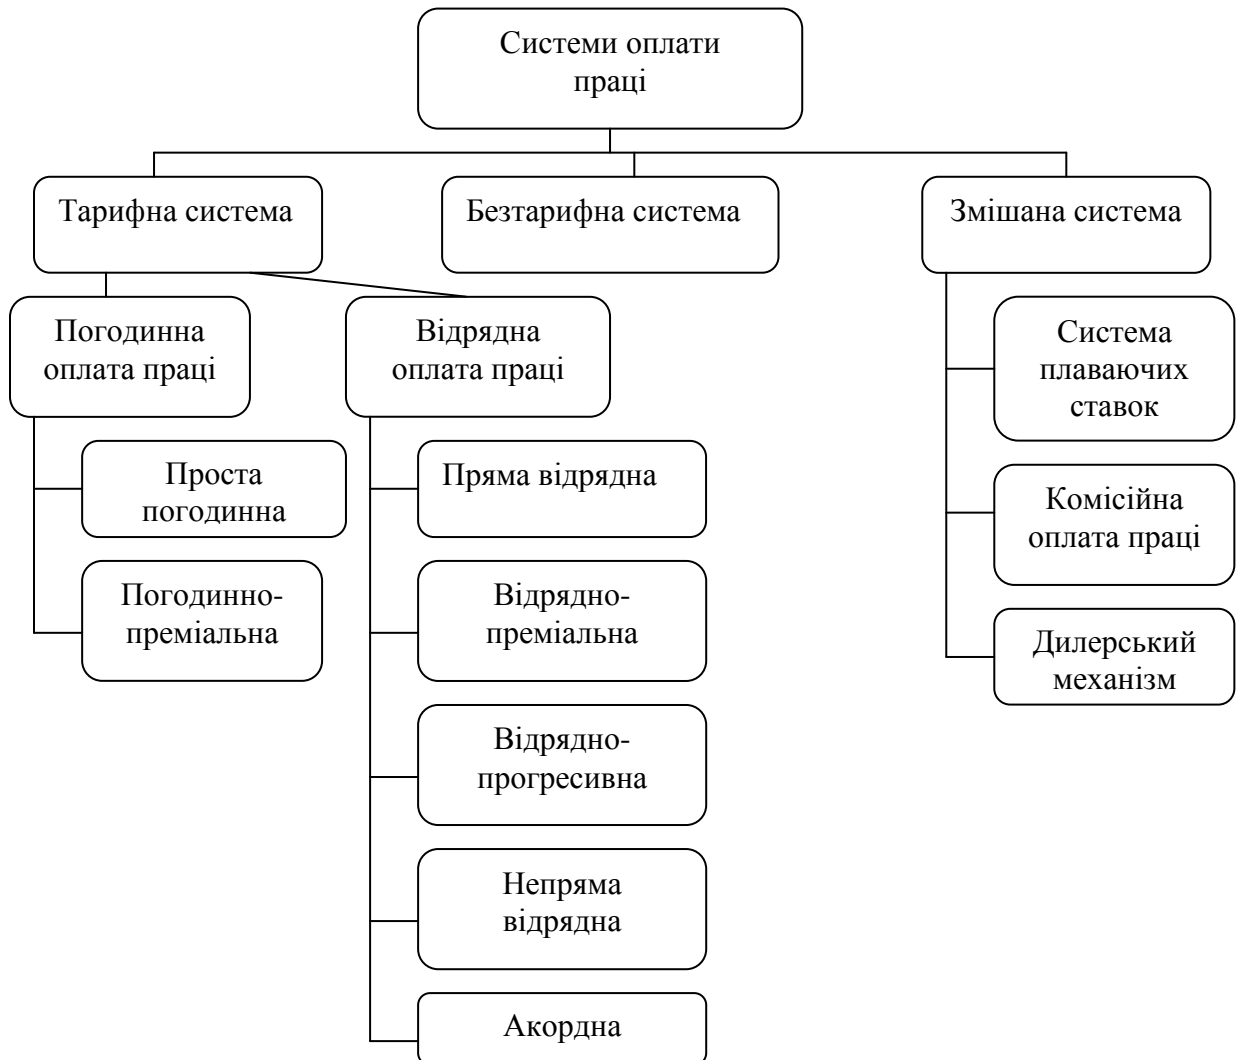 Системи оплати
праці
Тарифна система
Безтарифна система
Змішана система
Погодинна
оплата праці
Відрядна
оплата праці
Система
плаваючих
ставок
Проста
погодинна
Пряма відрядна
Комісійна
оплата праці
Погодинно-
преміальна
Відрядно-
преміальна
Дилерський
механізм
Відрядно-
прогресивна
Непряма
відрядна
Акордна